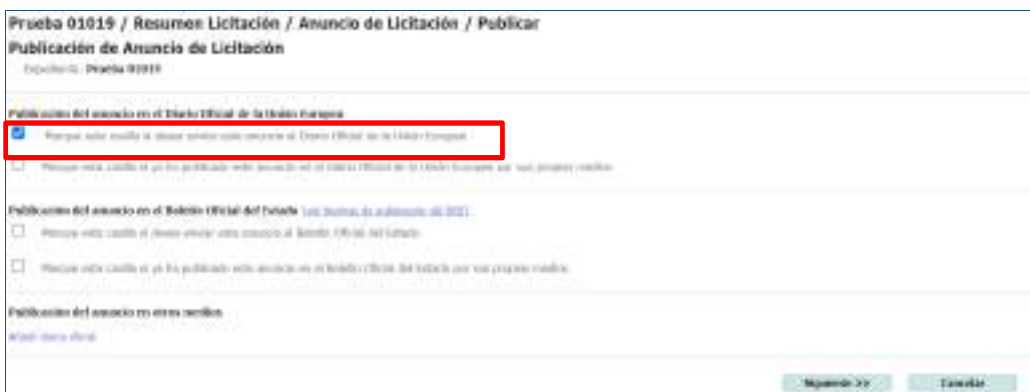 Prueba 01019 / Resumen Licitación / Anuncio de Licitación / Publicar
Publicación de Anuncio de Licitación
Expediente: Prueba 01019
Publicación del anuncio en el Diario Oficial de la Unión Europea
Marque esta casilla si desea enviar este anuncio al Diario Oficial de la Unión Europea
Marque esta casilla si ya ha publicado este anuncio en el Diario Oficial de la Unión Europea por sus propios medios
Publicación del anuncio en el Boletín Oficial del Estado
Marque esta casilla si desea enviar este anuncio al Boletín Oficial del Estado
Marque esta casilla si ya ha publicado este anuncio en el Boletín Oficial del Estado por sus propios medios
Publicación del anuncio en otros medios
Añadir diario oficial
Siguiente >> Cancelar